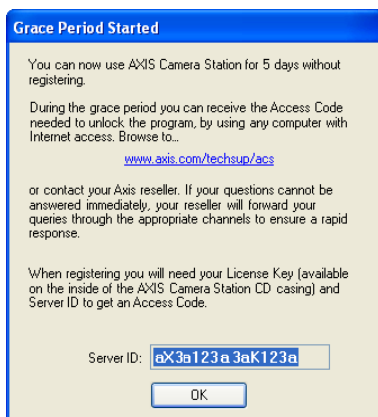 Grace Period Started
You can now use AXIS Camera Station for 5 days without
registering.
During the grace period you can receive the Access Code
needed to unlock the program, by using any computer with
Internet access. Browse to...
www.axis.com/techsup/acs
or contact your Axis reseller. If your questions cannot be
answered immediately, your reseller will forward your
queries through the appropriate channels to ensure a rapid
response.
When registering you will need your License Key (available
on the inside of the AXIS Camera Station CD casing) and
Server ID to get an Access Code.
Server ID: aX3a123a3aK123a
OK